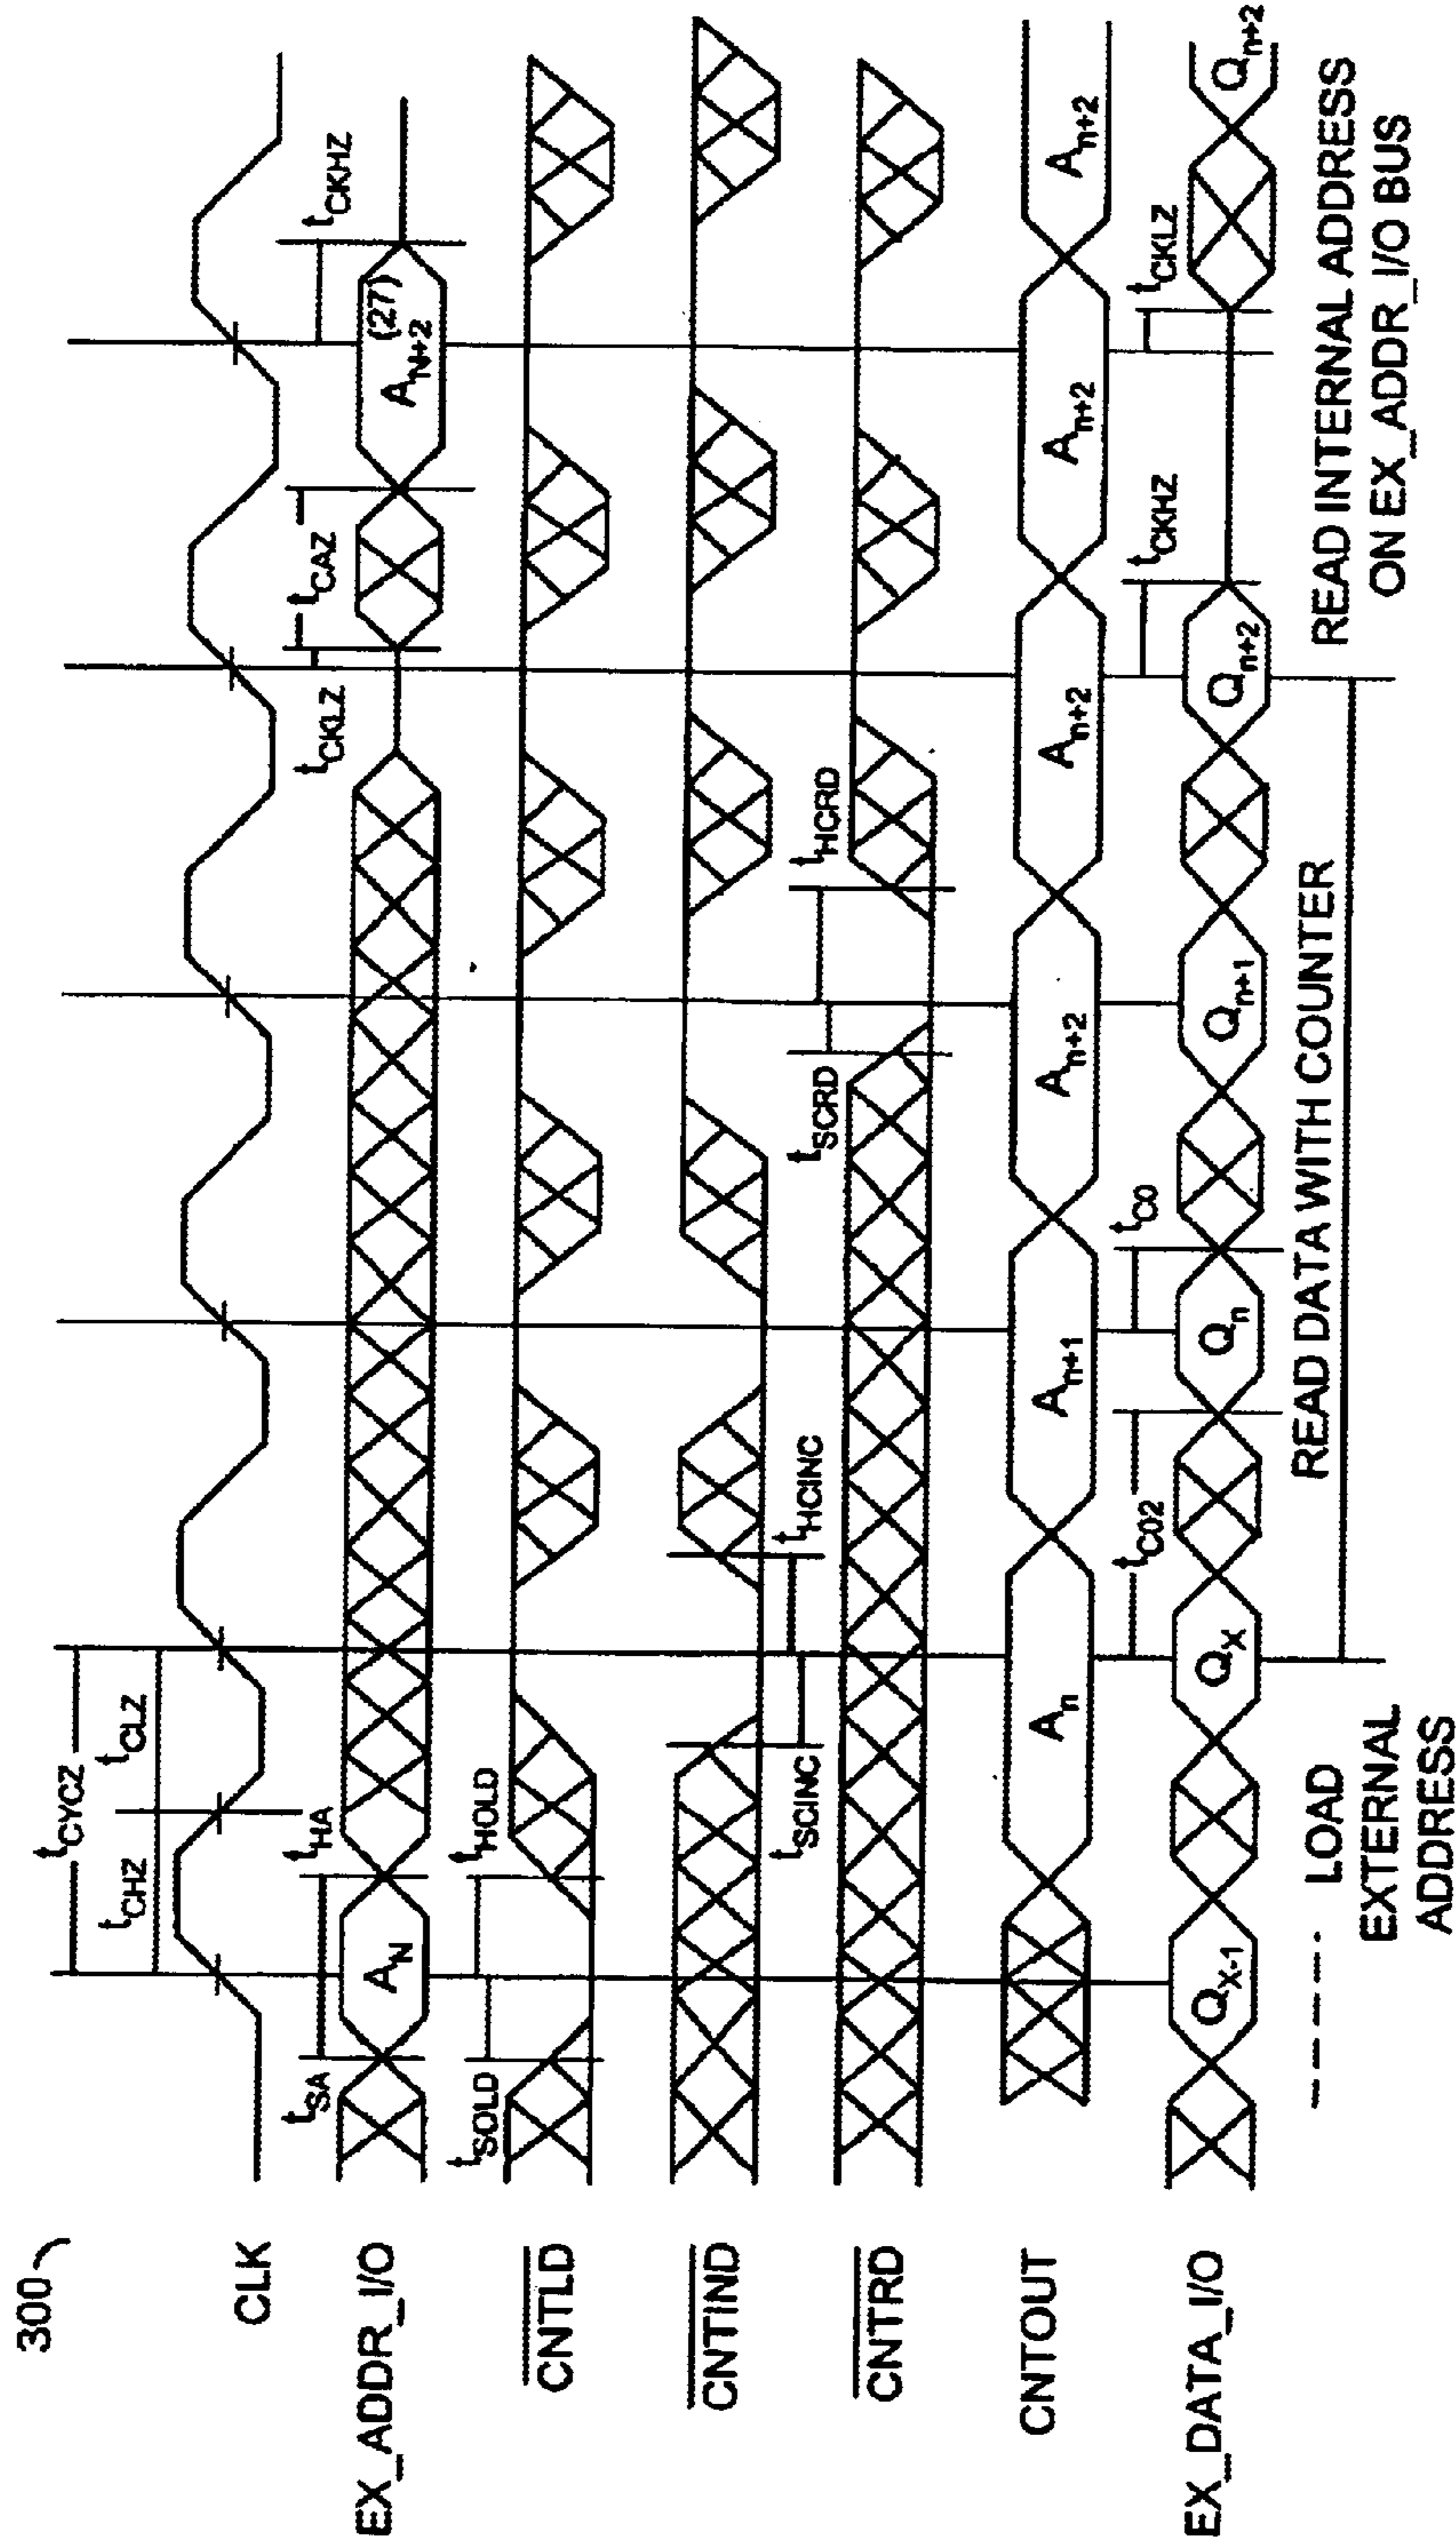 300
CLK
tCYCZ
tCHZ
tCLZ
EX_ADDR_I/O
tSA
AN
tHA
tCKLZ
tCAZ
AN+2 (27)
tCKHZ
CNTLD
tSOLD
tHOLD
CNTIND
tSCINC
tHCINC
CNTRD
tSCRD
tHCRD
CNTOUT
An
An+1
An+2
An+2
An+2
An+2
EX_DATA_I/O
QX-1
QX
tC02
Qn
tC0
Qn+1
Qn+2
tCKHZ
tCKLZ
Qn+2
LOAD
EXTERNAL
ADDRESS
READ DATA WITH COUNTER
READ INTERNAL ADDRESS
ON EX_ADDR_I/O BUS